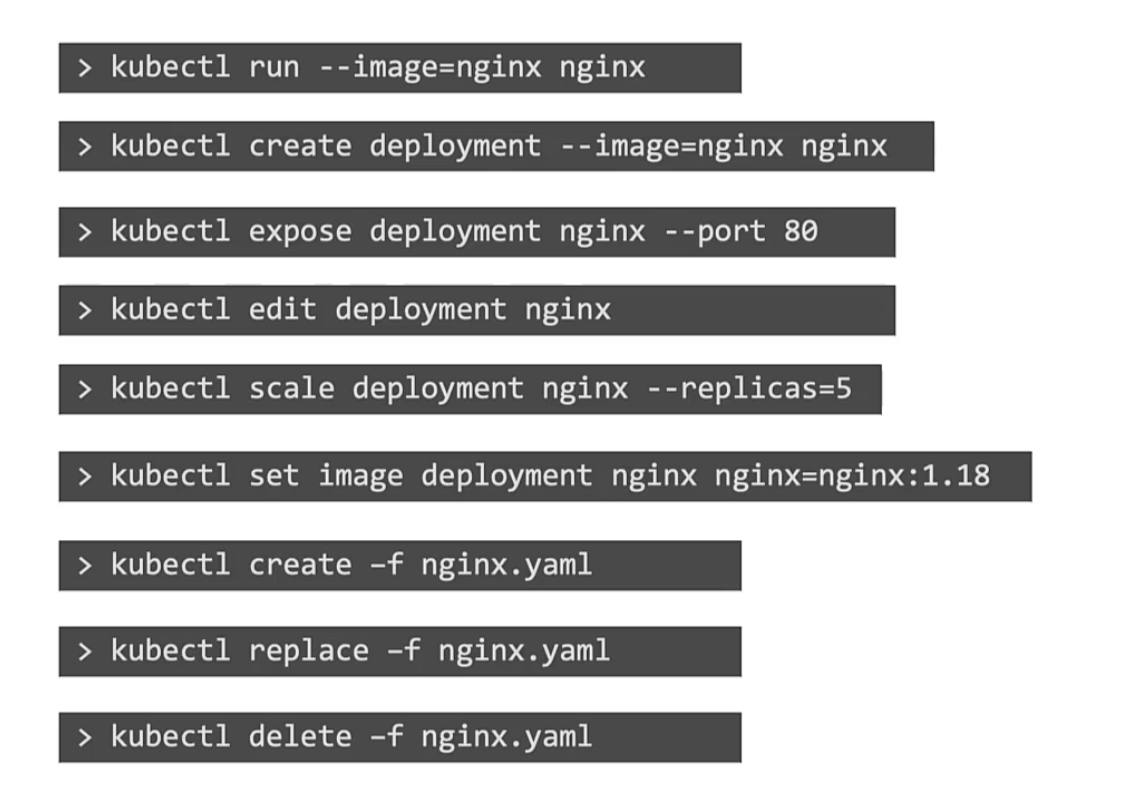 > kubectl run --image=nginx nginx
> kubectl create deployment --image=nginx nginx
> kubectl expose deployment nginx --port 80
> kubectl edit deployment nginx
> kubectl scale deployment nginx --replicas=5
> kubectl set image deployment nginx nginx=nginx:1.18
> kubectl create –f nginx.yaml
> kubectl replace –f nginx.yaml
> kubectl delete –f nginx.yaml